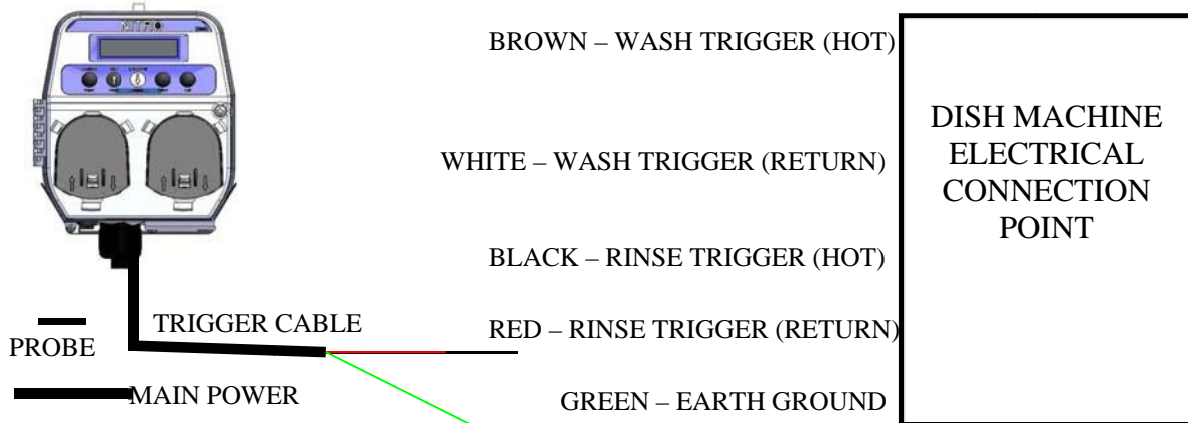 NITRO
BROWN – WASH TRIGGER (HOT)
WHITE – WASH TRIGGER (RETURN)
BLACK – RINSE TRIGGER (HOT)
RED – RINSE TRIGGER (RETURN)
GREEN – EARTH GROUND
DISH MACHINE
ELECTRICAL
CONNECTION
POINT
TRIGGER CABLE
PROBE
MAIN POWER